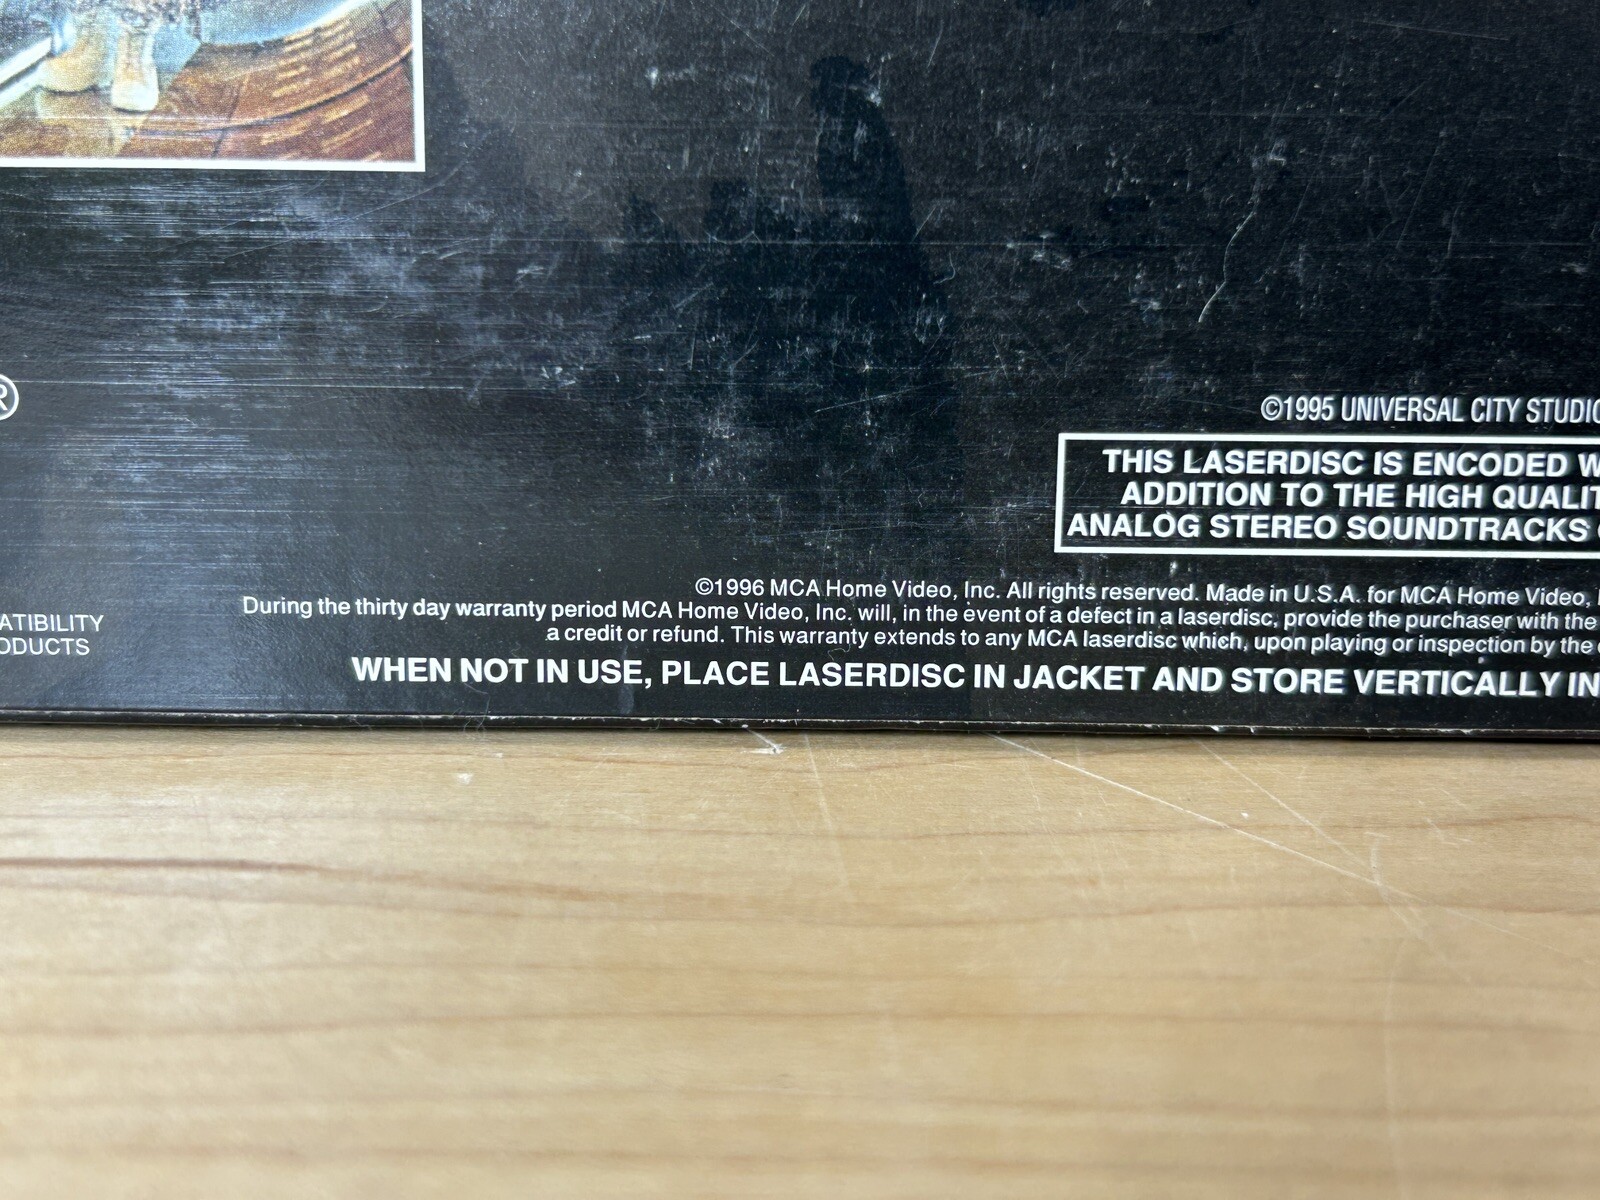 ®
©1995 UNIVERSAL CITY STUDIO
THIS LASERDISC IS ENCODED W
ADDITION TO THE HIGH QUALIT
ANALOG STEREO SOUNDTRACKS
©1996 MCA Home Video, Inc. All rights reserved. Made in U.S.A. for MCA Home Video,
During the thirty day warranty period MCA Home Video, Inc. will, in the event of a defect in a laserdisc, provide the purchaser with the
a credit or refund. This warranty extends to any MCA laserdisc which, upon playing or inspection by the
WHEN NOT IN USE, PLACE LASERDISC IN JACKET AND STORE VERTICALLY IN
ATIBILITY
ODUCTS